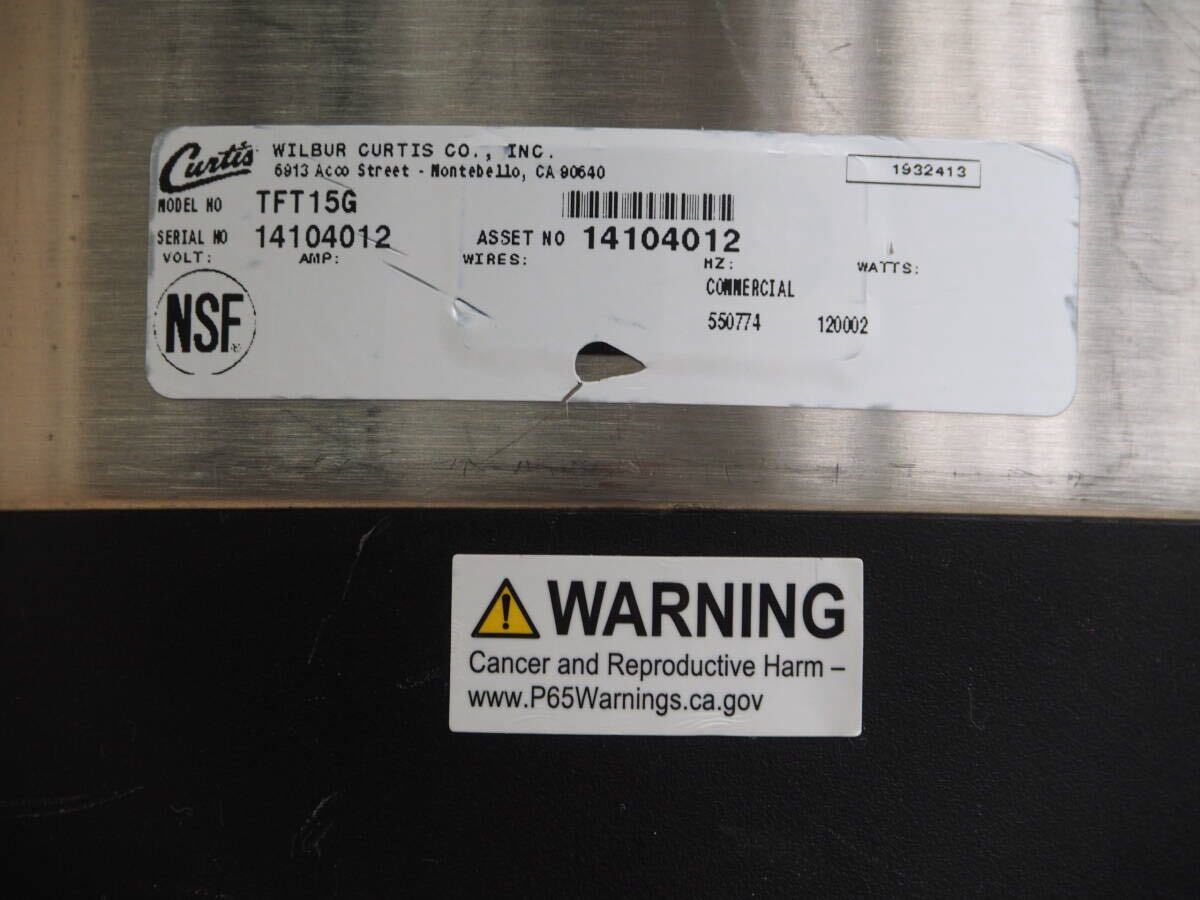 Curtis WILBUR CURTIS CO., INC.
6913 Acco Street - Montebello, CA 90640
1932413
MODEL NO TFT15G
SERIAL NO 14104012 ASSET NO 14104012
VOLT: AMP: WIRES: HZ: WATTS:
COMMERCIAL
550774 120002
NSF®
WARNING
Cancer and Reproductive Harm –
www.P65Warnings.ca.gov